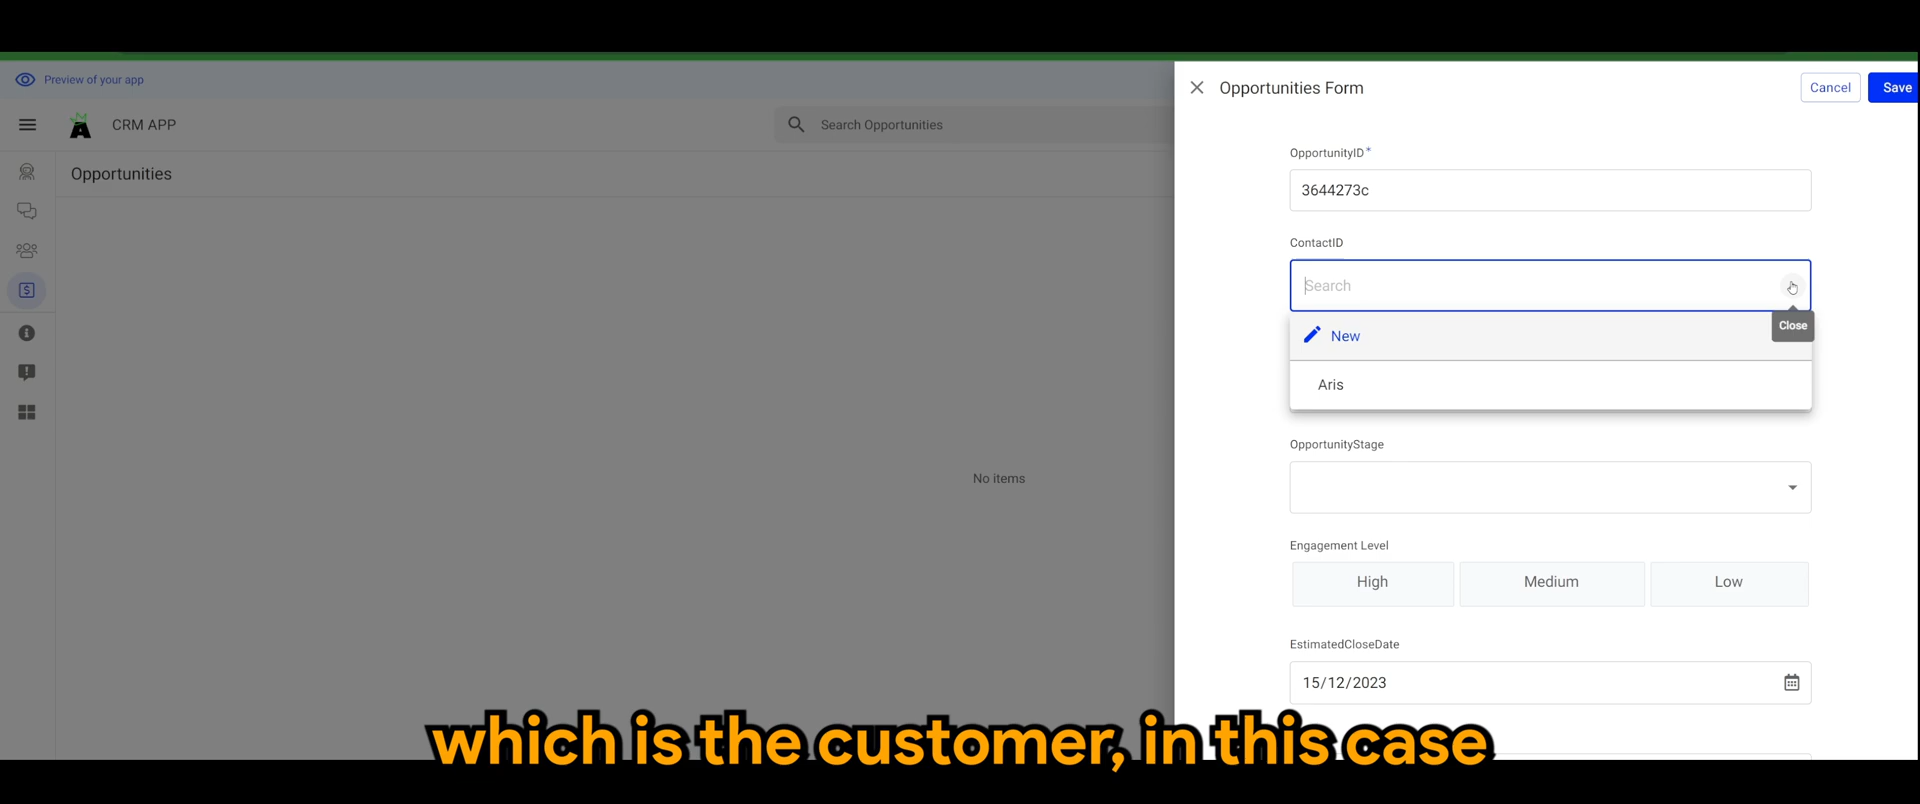 Preview of your app
CRM APP
Search Opportunities
Opportunities
No items
Opportunities Form
Cancel
Save
OpportunityID*
3644273c
ContactID
Search
Close
New
Aris
OpportunityStage
Engagement Level
High
Medium
Low
EstimatedCloseDate
15/12/2023
which is the customer, in this case